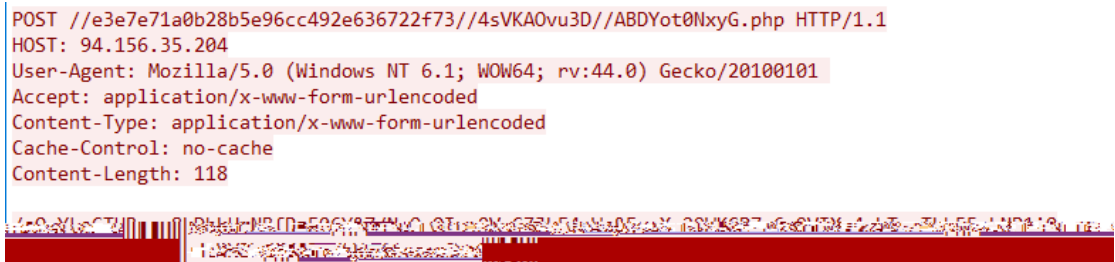 POST //e3e7e71a0b28b5e96cc492e636722f73//4sVKAOvu3D//ABDYot0NxyG.php HTTP/1.1
HOST: 94.156.35.204
User-Agent: Mozilla/5.0 (Windows NT 6.1; WOW64; rv:44.0) Gecko/20100101
Accept: application/x-www-form-urlencoded
Content-Type: application/x-www-form-urlencoded
Cache-Control: no-cache
Content-Length: 118